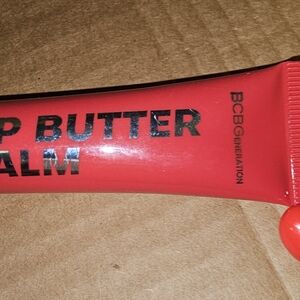 P BUTTER
ALM
BCBGENERATION